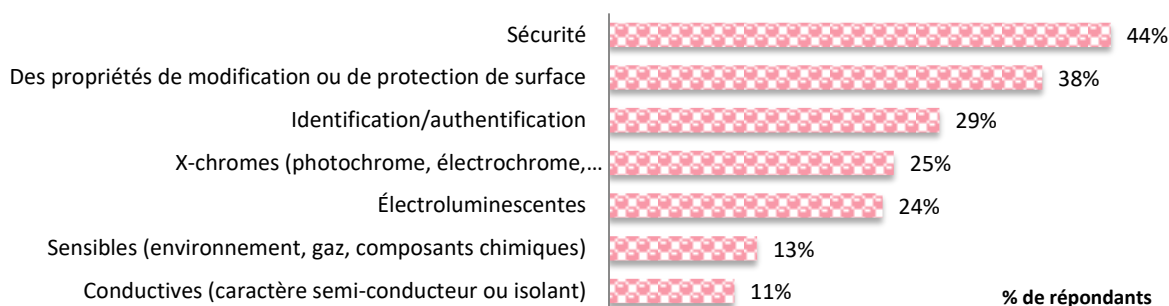 Sécurité 44%
Des propriétés de modification ou de protection de surface 38%
Identification/authentification 29%
X-chromes (photochrome, électrochrome,... 25%
Électroluminescentes 24%
Sensibles (environnement, gaz, composants chimiques) 13%
Conductives (caractère semi-conducteur ou isolant) 11%
% de répondants